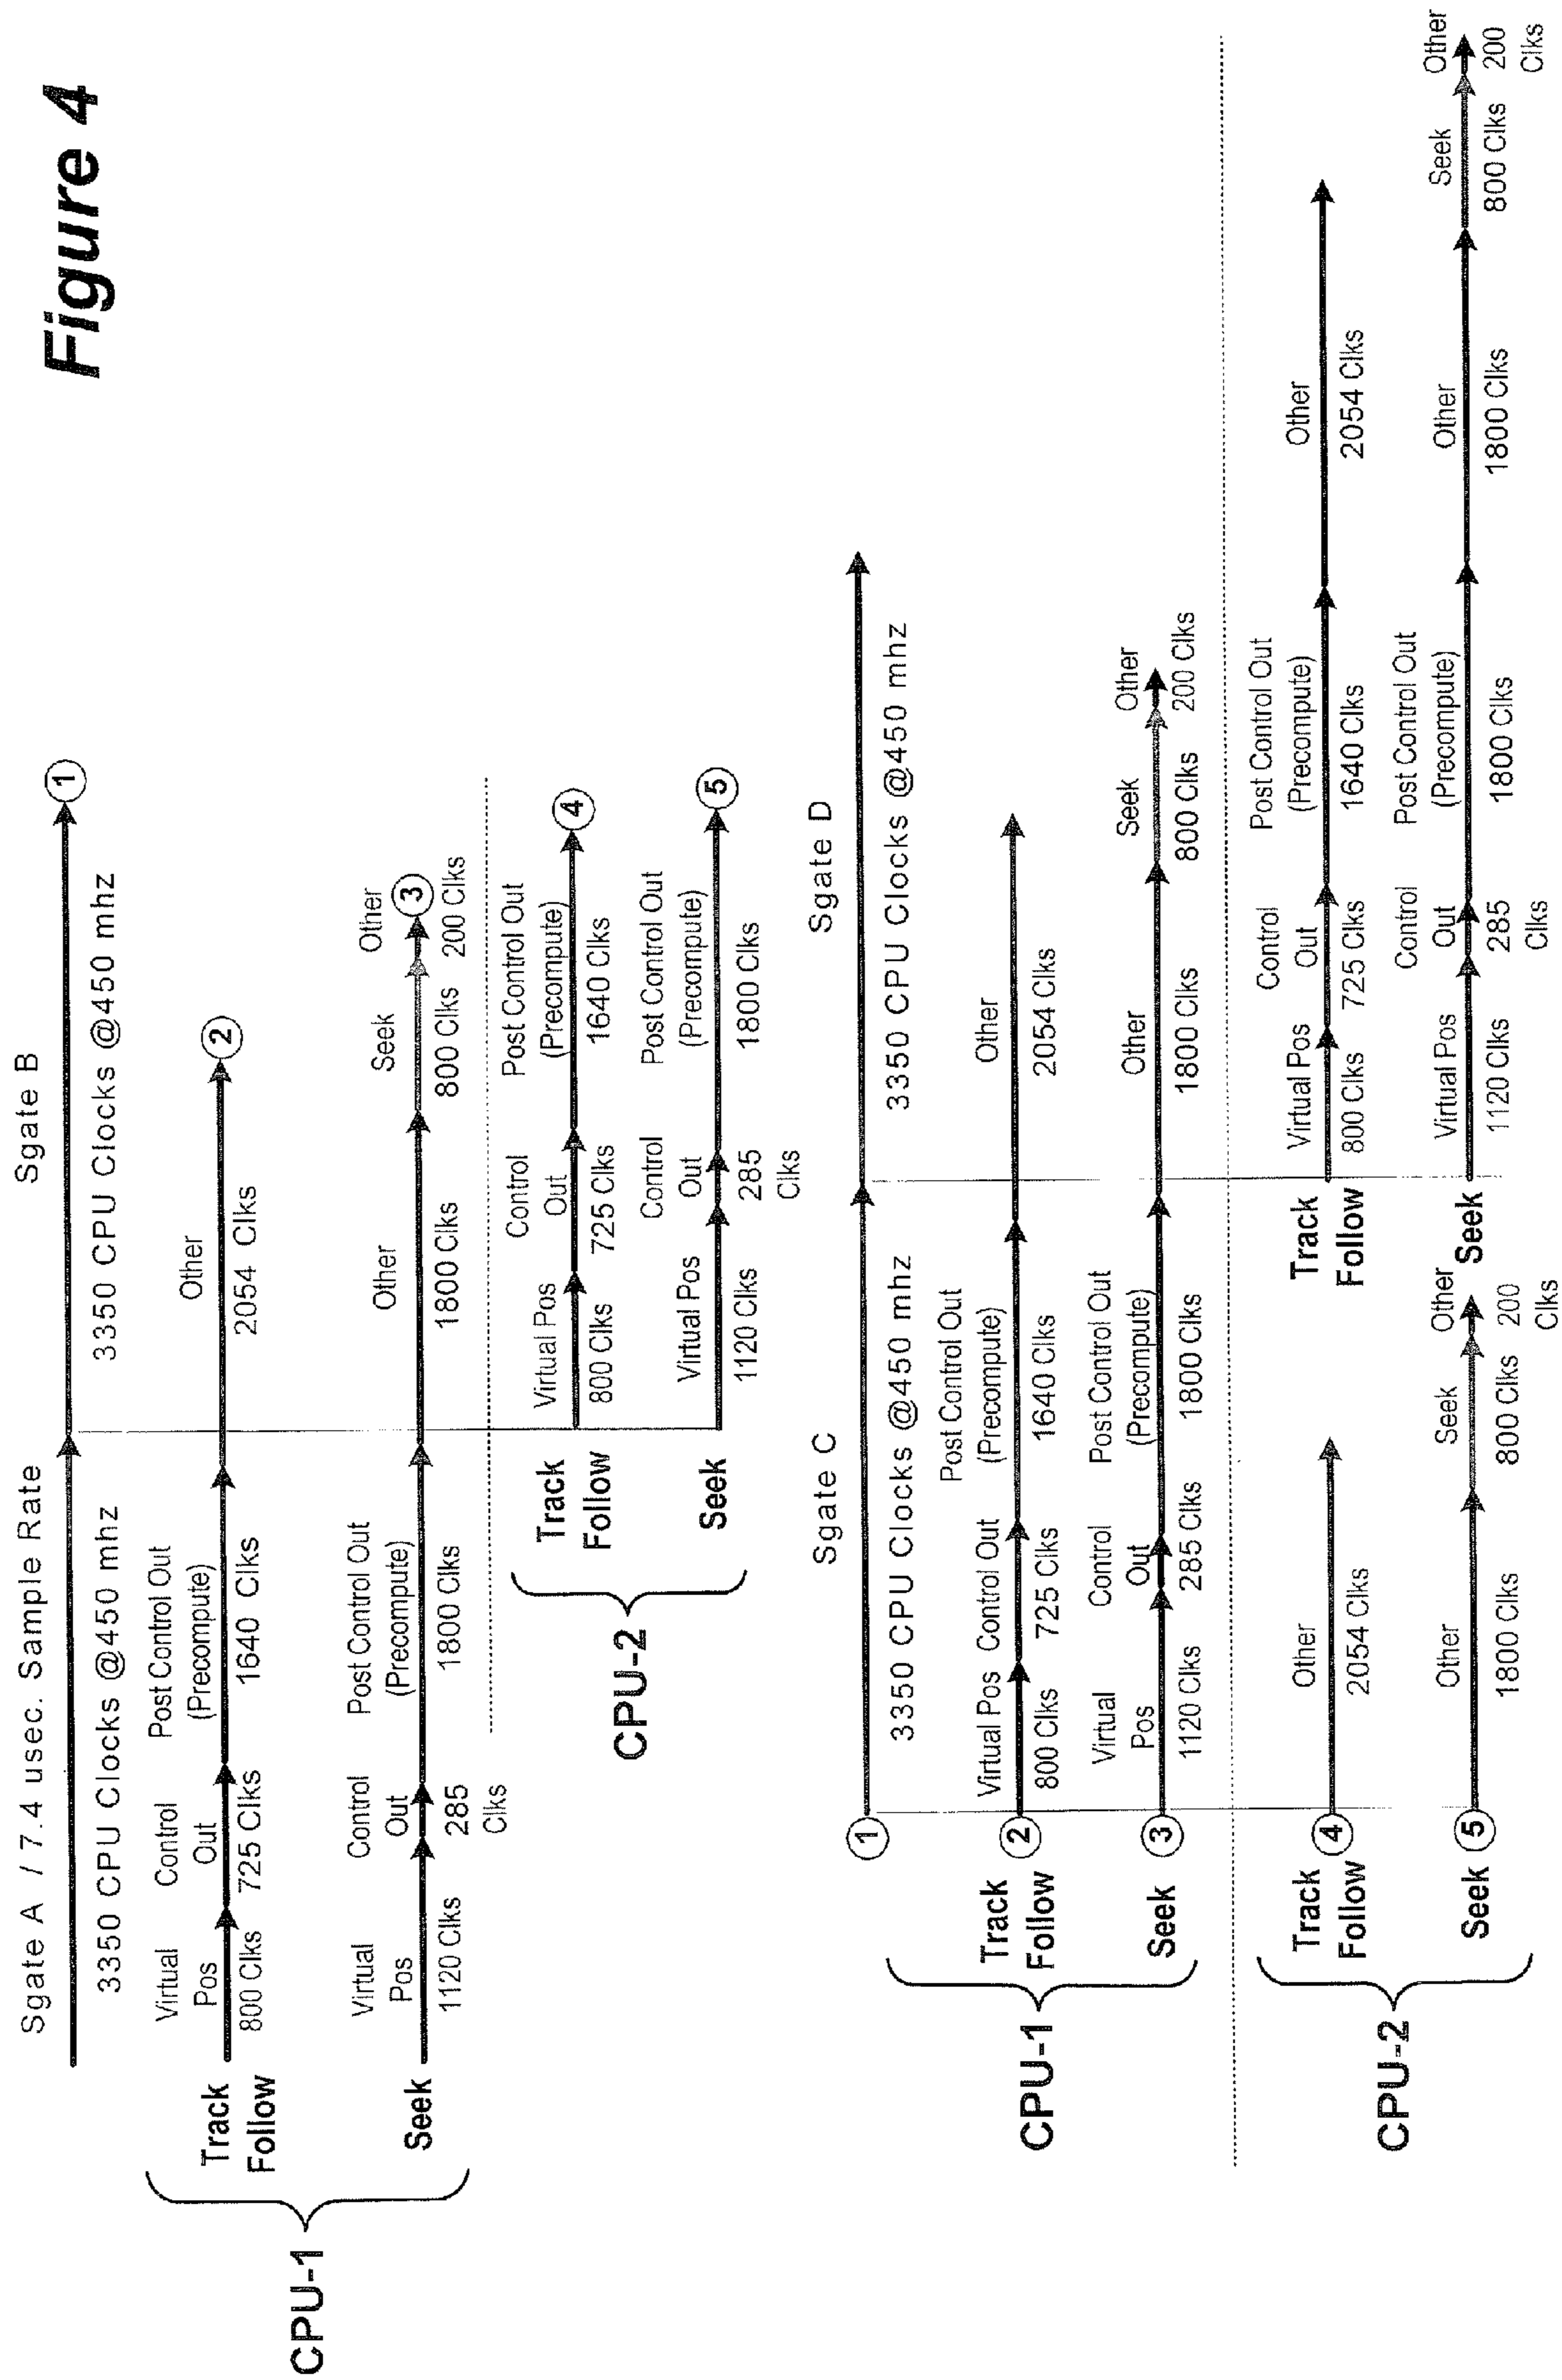 Figure 4
Sgate A / 7.4 usec. Sample Rate
Sgate B
3350 CPU Clocks @450 mhz
3350 CPU Clocks @450 mhz
1
CPU-1
Track
Follow
Virtual
Pos
800 Clks
Control
Out
725 Clks
Post Control Out
(Precompute)
1640 Clks
Other
2054 Clks
2
Seek
Virtual
Pos
1120 Clks
Control
Out
285
Clks
Post Control Out
(Precompute)
1800 Clks
Other
1800 Clks
Seek
800 Clks
Other
200 Clks
3
CPU-2
Track
Follow
Virtual Pos
800 Clks
Control
Out
725 Clks
Post Control Out
(Precompute)
1640 Clks
4
Seek
Virtual Pos
1120 Clks
Control
Out
285
Clks
Post Control Out
(Precompute)
1800 Clks
5
Sgate C
Sgate D
1
3350 CPU Clocks @450 mhz
3350 CPU Clocks @450 mhz
CPU-1
Track
Follow
2
Virtual Pos
800 Clks
Control Out
725 Clks
Post Control Out
(Precompute)
1640 Clks
Other
2054 Clks
Seek
3
Virtual
Pos
1120 Clks
Control
Out
285 Clks
Post Control Out
(Precompute)
1800 Clks
Other
1800 Clks
Seek
800 Clks
Other
200 Clks
CPU-2
Track
Follow
4
Other
2054 Clks
Track
Follow
Virtual Pos
800 Clks
Control
Out
725 Clks
Post Control Out
(Precompute)
1640 Clks
Other
2054 Clks
Seek
5
Other
1800 Clks
Seek
800 Clks
Other
200
Clks
Seek
Virtual Pos
1120 Clks
Control
Out
285
Clks
Post Control Out
(Precompute)
1800 Clks
Other
1800 Clks
Seek
800 Clks
Other
200
Clks